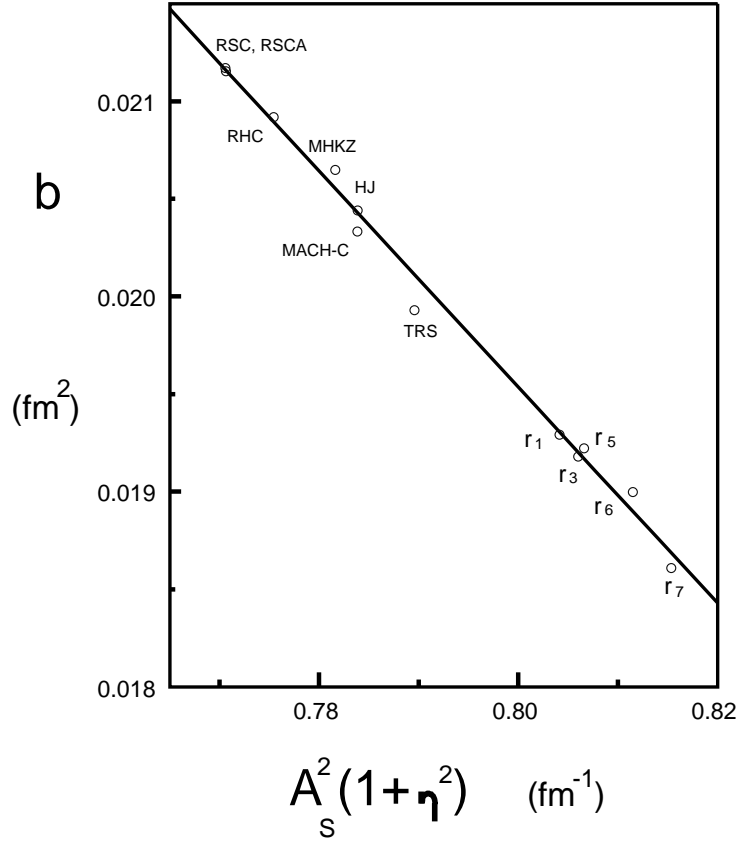 RSC, RSCA
0.021
RHC
MHKZ
b
HJ
MACH-C
0.020
TRS
(fm²)
r₁
r₅
r₃
0.019
r₆
r₇
0.018
0.78
0.80
0.82
A_S²(1+η²) (fm⁻¹)